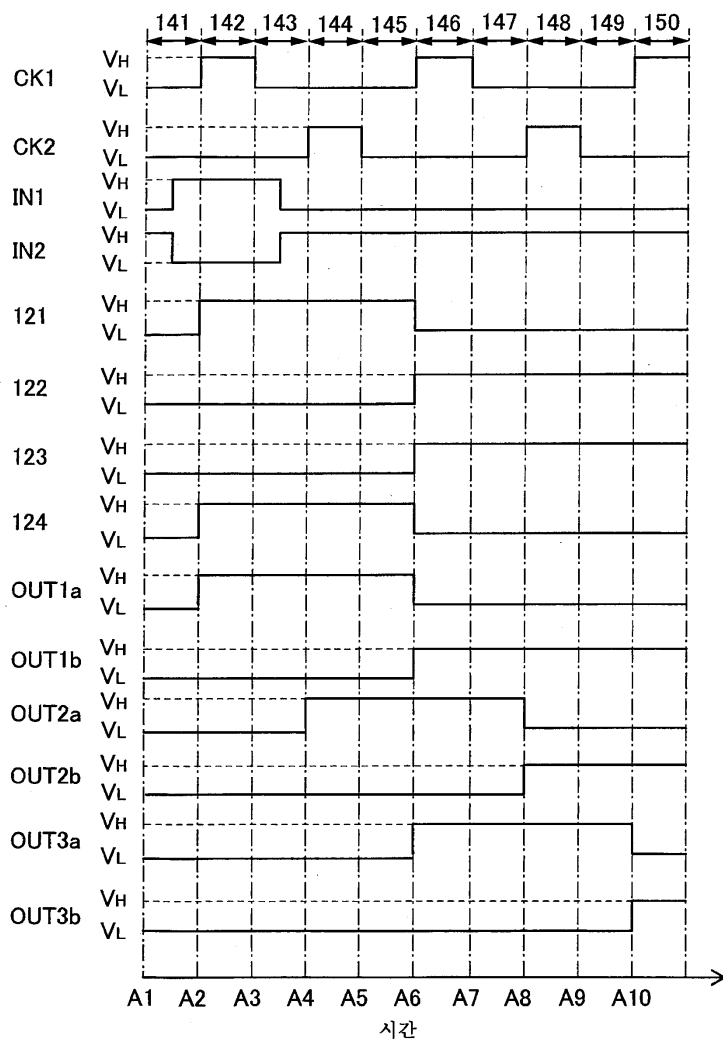 141 142 143 144 145 146 147 148 149 150
CK1 VH VL
CK2 VH VL
IN1 VH VL
IN2 VH VL
121 VH VL
122 VH VL
123 VH VL
124 VH VL
OUT1a VH VL
OUT1b VH VL
OUT2a VH VL
OUT2b VH VL
OUT3a VH VL
OUT3b VH VL
A1 A2 A3 A4 A5 A6 A7 A8 A9 A10
시간